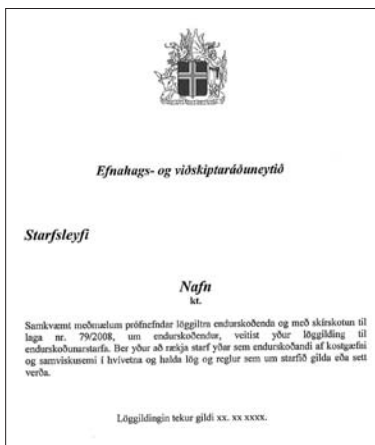 Efnahags- og viðskiptaráðuneytið
Starfsleyfi
Nafn
kt.
Samkvæmt meðmælum prófnefndar löggiltra endurskoðenda og með skírskotun til
laga nr. 79/2008, um endurskoðendur, veitist yður löggilding til
endurskoðunarstarfa. Ber yður að rækja starf yðar sem endurskoðandi af kostgæfni
og samviskusemi í hvívetna og halda lög og reglur sem um starfið gilda eða sett
verða.
Löggildingin tekur gildi xx. xx xxxx.